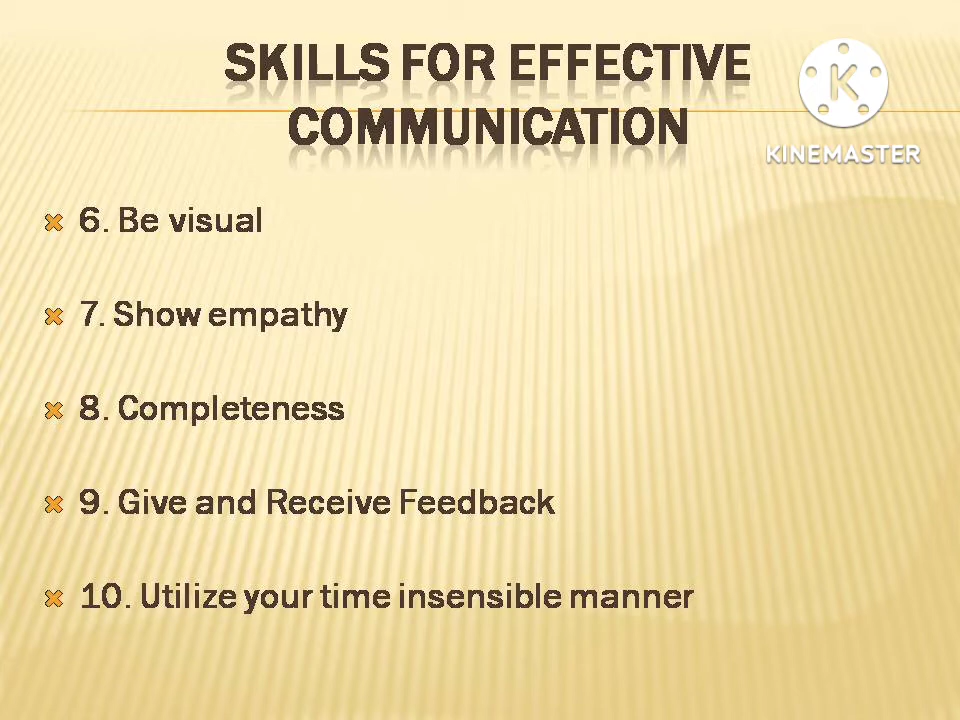 SKILLS FOR EFFECTIVE
COMMUNICATION
K
KINEMASTER
6. Be visual
7. Show empathy
8. Completeness
9. Give and Receive Feedback
10. Utilize your time insensible manner